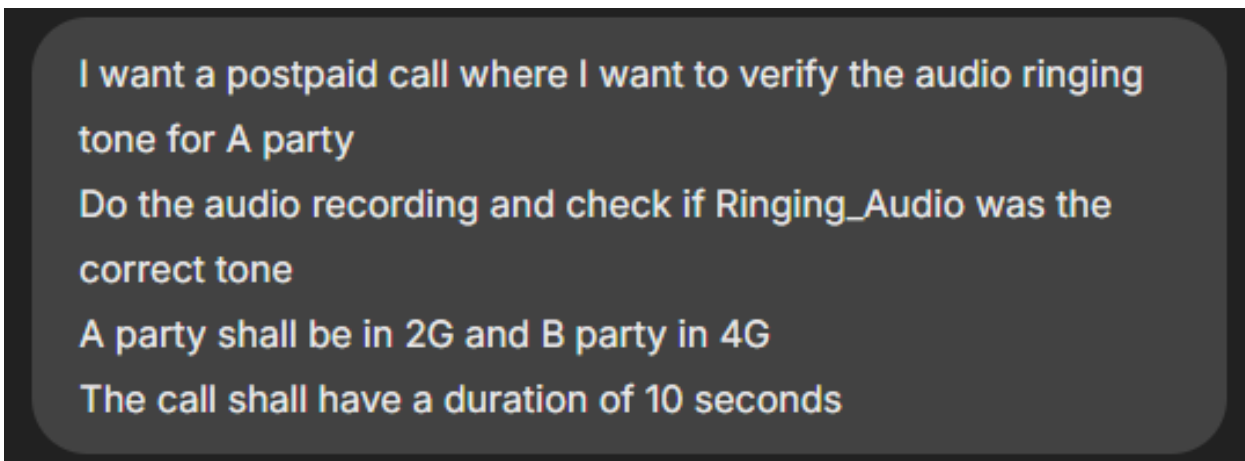 I want a postpaid call where I want to verify the audio ringing
tone for A party
Do the audio recording and check if Ringing_Audio was the
correct tone
A party shall be in 2G and B party in 4G
The call shall have a duration of 10 seconds